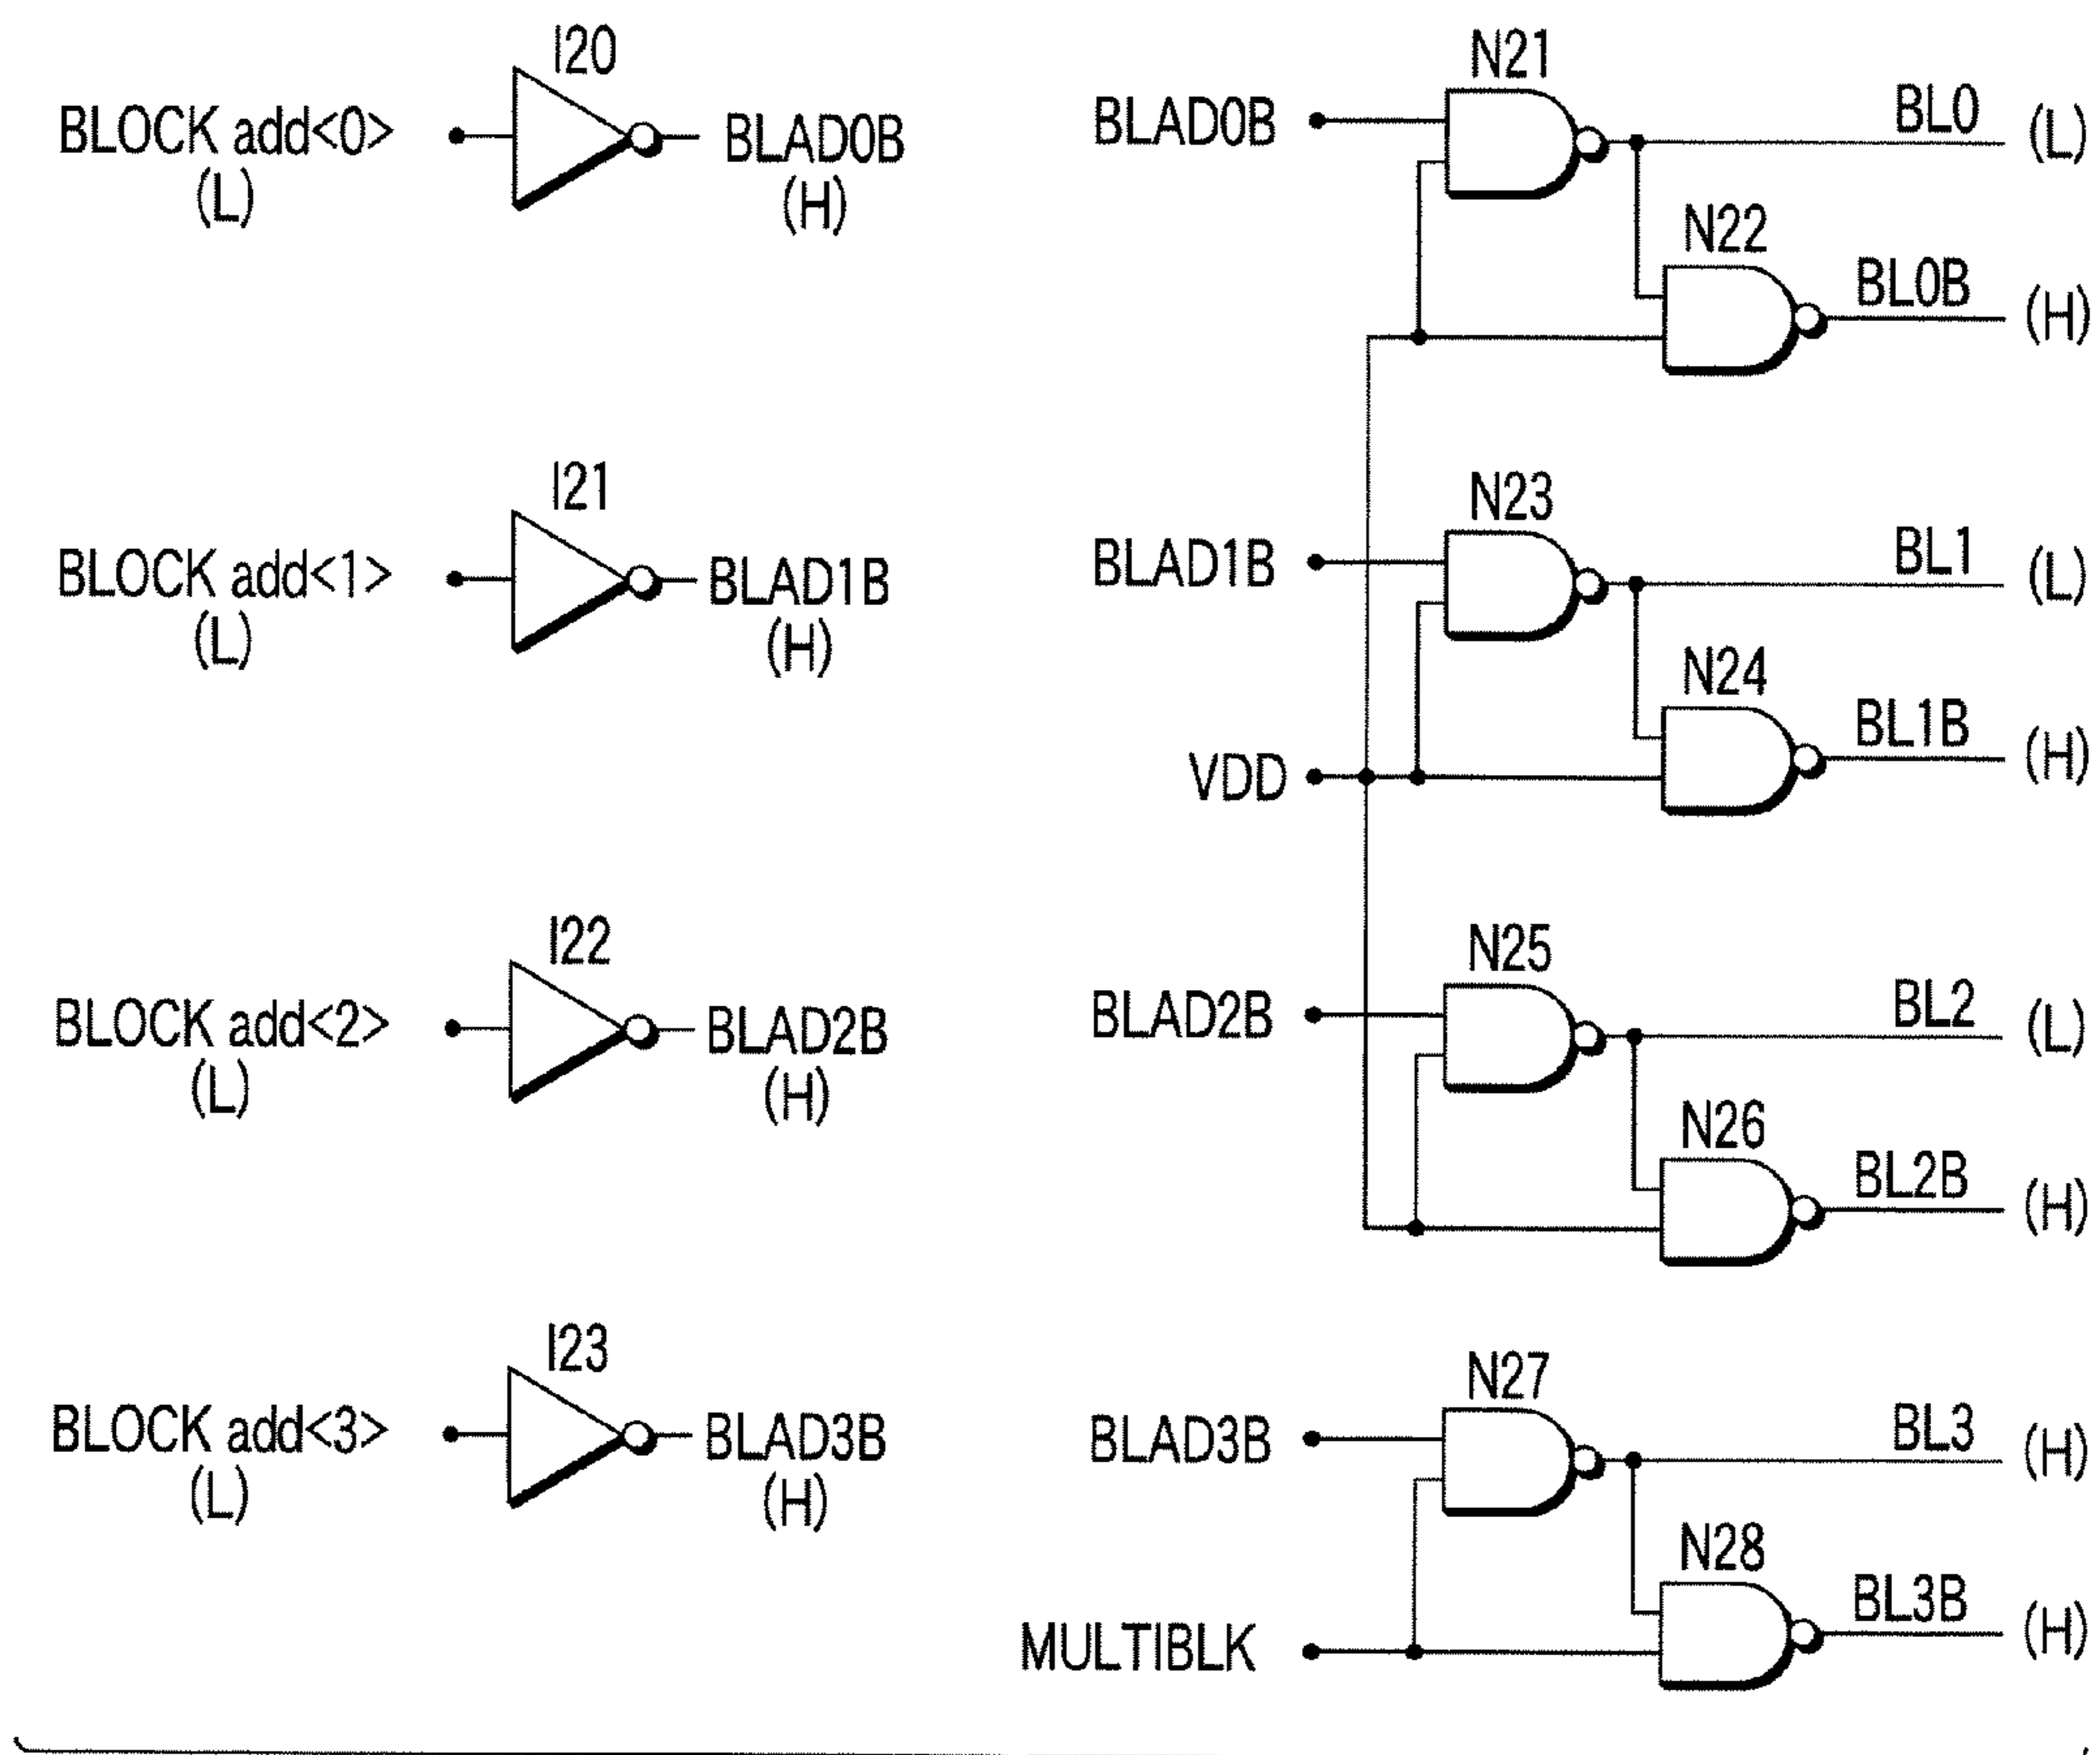 I20
BLOCK add<0>
(L)
BLAD0B
(H)
I21
BLOCK add<1>
(L)
BLAD1B
(H)
I22
BLOCK add<2>
(L)
BLAD2B
(H)
I23
BLOCK add<3>
(L)
BLAD3B
(H)
N21
BLAD0B
BL0 (L)
N22
BL0B (H)
N23
BLAD1B
BL1 (L)
N24
BL1B (H)
VDD
N25
BLAD2B
BL2 (L)
N26
BL2B (H)
N27
BLAD3B
BL3 (H)
N28
BL3B (H)
MULTIBLK